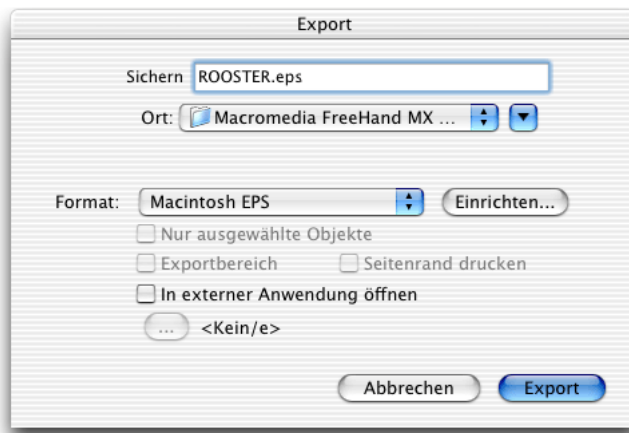 Export
Sichern ROOSTER.eps
Ort: Macromedia FreeHand MX ...
Format: Macintosh EPS Einrichten...
Nur ausgewählte Objekte
Exportbereich Seitenrand drucken
In externer Anwendung öffnen
... <Kein/e>
Abbrechen Export